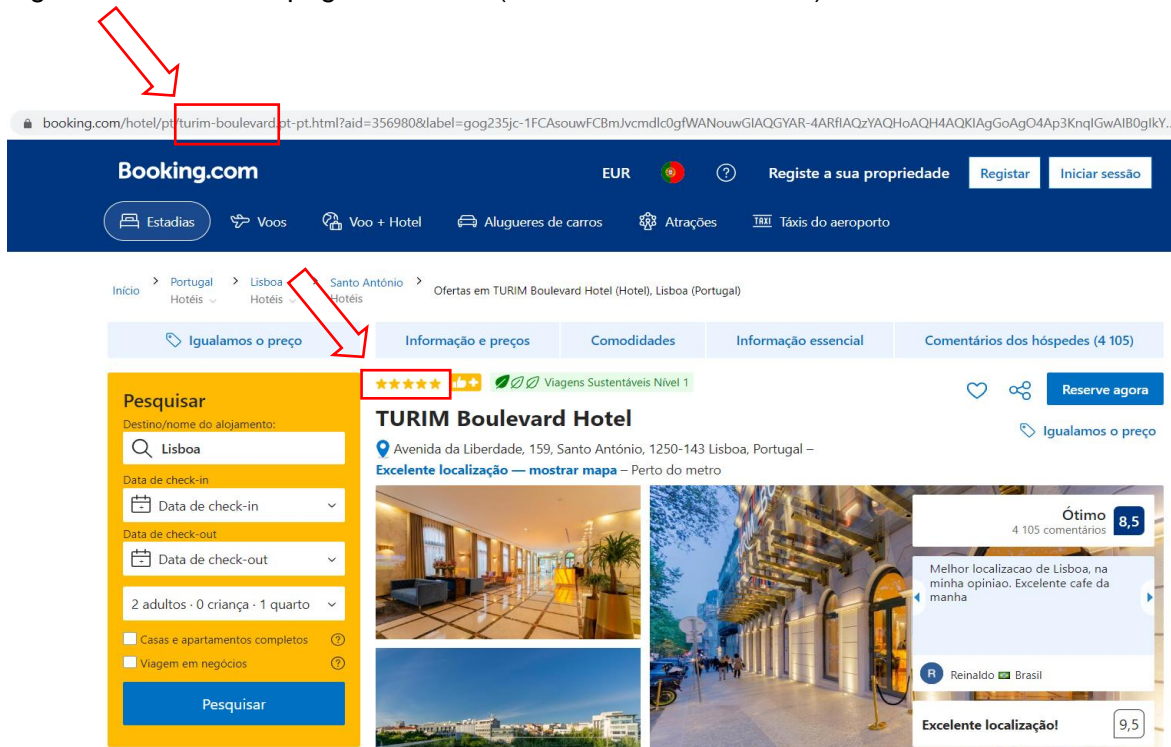 booking.com/hotel/pt/turim-boulevard.pt-pt.html?aid=356980&label=gog235jc-1FCAsouwFCBmJvcmdlc0gfWANouwGIAQGYAR-4ARfIAQzYAQHoAQH4AQKIAgGoAgO4Ap3KnqIGwAIB0gIkY...
Booking.com EUR Registe a sua propriedade Registar Iniciar sessão
Estadias Voos Voo + Hotel Alugueres de carros Atrações TAXI Táxis do aeroporto
Início > Portugal > Lisboa > Santo António > Ofertas em TURIM Boulevard Hotel (Hotel), Lisboa (Portugal)
Hotéis Hotéis Hotéis
Igualamos o preço Informação e preços Comodidades Informação essencial Comentários dos hóspedes (4 105)
Viagens Sustentáveis Nível 1
Reserve agora
Igualamos o preço
TURIM Boulevard Hotel
Avenida da Liberdade, 159, Santo António, 1250-143 Lisboa, Portugal –
Excelente localização — mostrar mapa – Perto do metro
Pesquisar
Destino/nome do alojamento:
Lisboa
Data de check-in
Data de check-in
Data de check-out
Data de check-out
2 adultos · 0 criança · 1 quarto
Casas e apartamentos completos
Viagem em negócios
Pesquisar
Ótimo 8,5
4 105 comentários
Melhor localizacao de Lisboa, na
minha opiniao. Excelente cafe da
manha
R Reinaldo Brasil
Excelente localização! 9,5